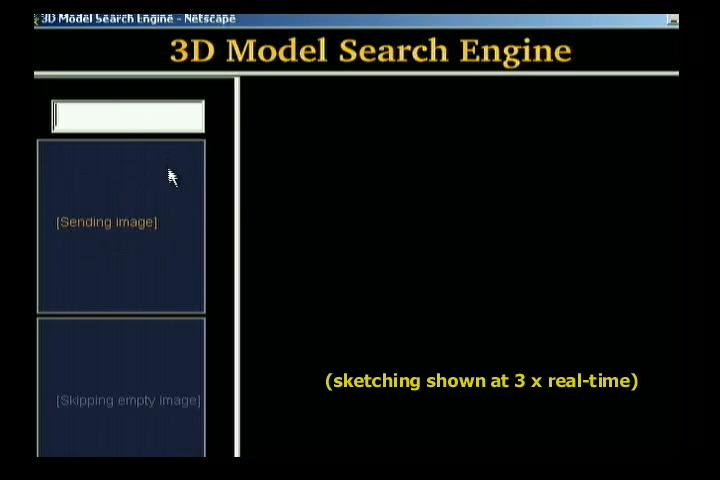 3D Model Search Engine - Netscape
3D Model Search Engine
[Sending image]
(sketching shown at 3 x real-time)
[Skipping empty image]